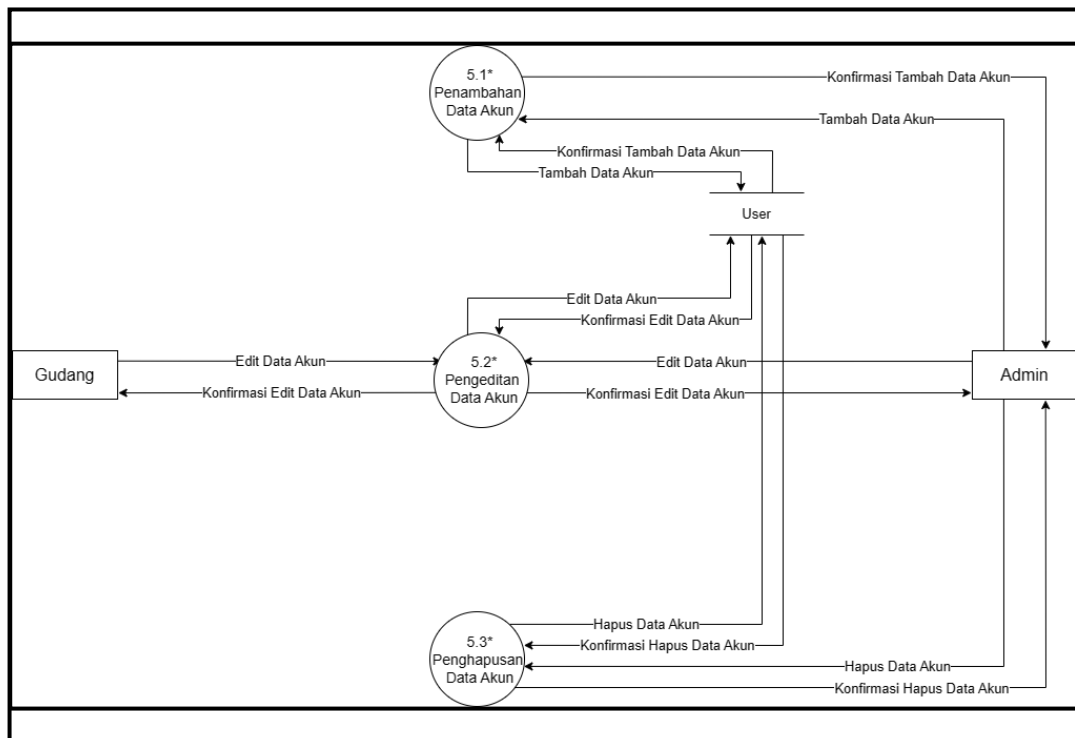 5.1*
Penambahan
Data Akun
Konfirmasi Tambah Data Akun
Tambah Data Akun
Konfirmasi Tambah Data Akun
Tambah Data Akun
User
Edit Data Akun
Konfirmasi Edit Data Akun
Gudang
Edit Data Akun
Konfirmasi Edit Data Akun
5.2*
Pengeditan
Data Akun
Edit Data Akun
Konfirmasi Edit Data Akun
Admin
5.3*
Penghapusan
Data Akun
Hapus Data Akun
Konfirmasi Hapus Data Akun
Hapus Data Akun
Konfirmasi Hapus Data Akun